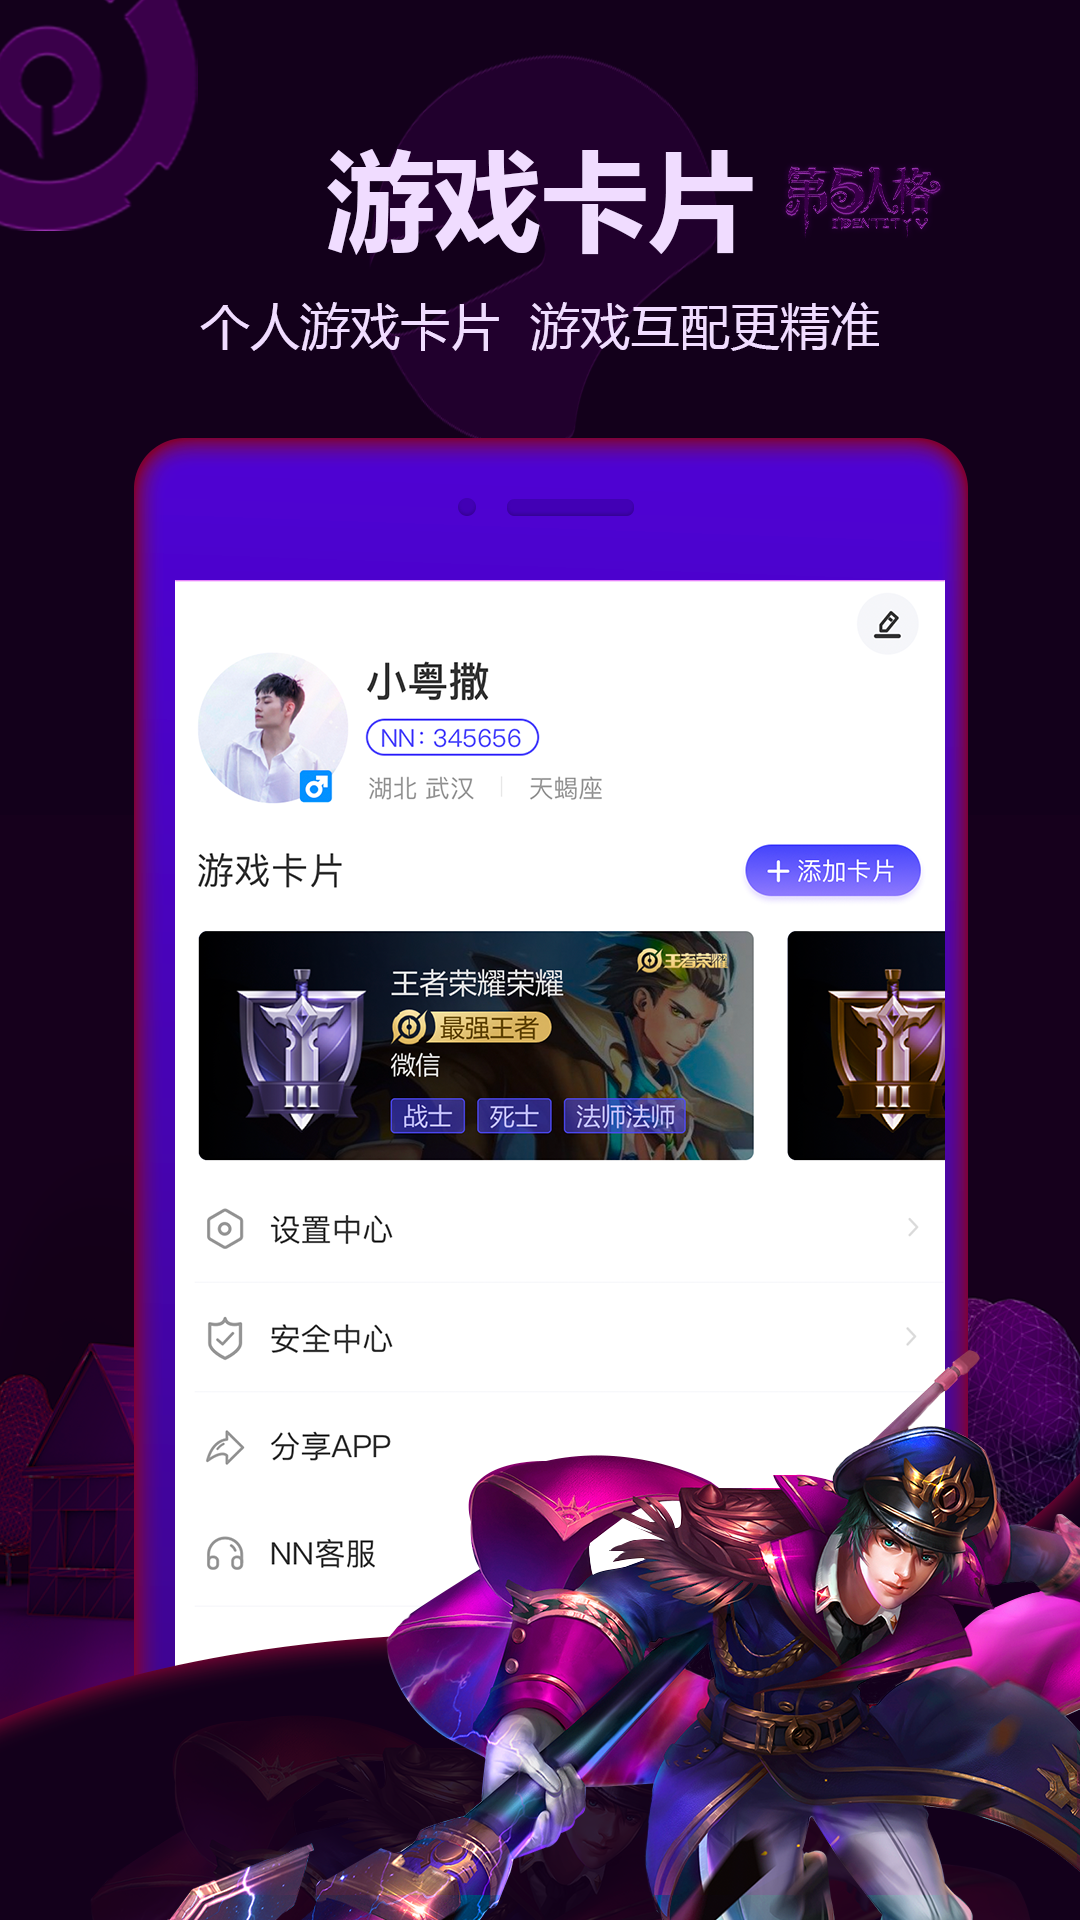 游戏卡片
第五人格
IDENTITY V
个人游戏卡片 游戏互配更精准
小粤撒
NN: 345656
湖北 武汉 天蝎座
游戏卡片
+ 添加卡片
王者荣耀
王者荣耀荣耀
最强王者
微信
战士 死士 法师法师
设置中心
安全中心
分享APP
NN客服